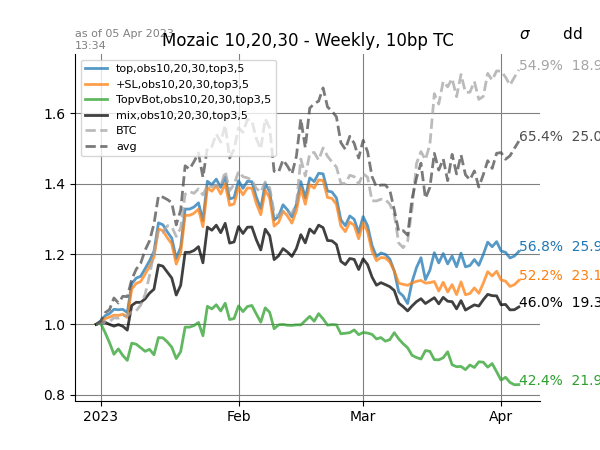 as of 05 Apr 2023
13:34
Mozaic 10,20,30 - Weekly, 10bp TC
σ dd
top,obs10,20,30,top3,5
+SL,obs10,20,30,top3,5
TopvBot,obs10,20,30,top3,5
mix,obs10,20,30,top3,5
BTC
avg
54.9% 18.9
65.4% 25.0
56.8% 25.9
52.2% 23.1
46.0% 19.3
42.4% 21.9
1.6
1.4
1.2
1.0
0.8
2023 Feb Mar Apr